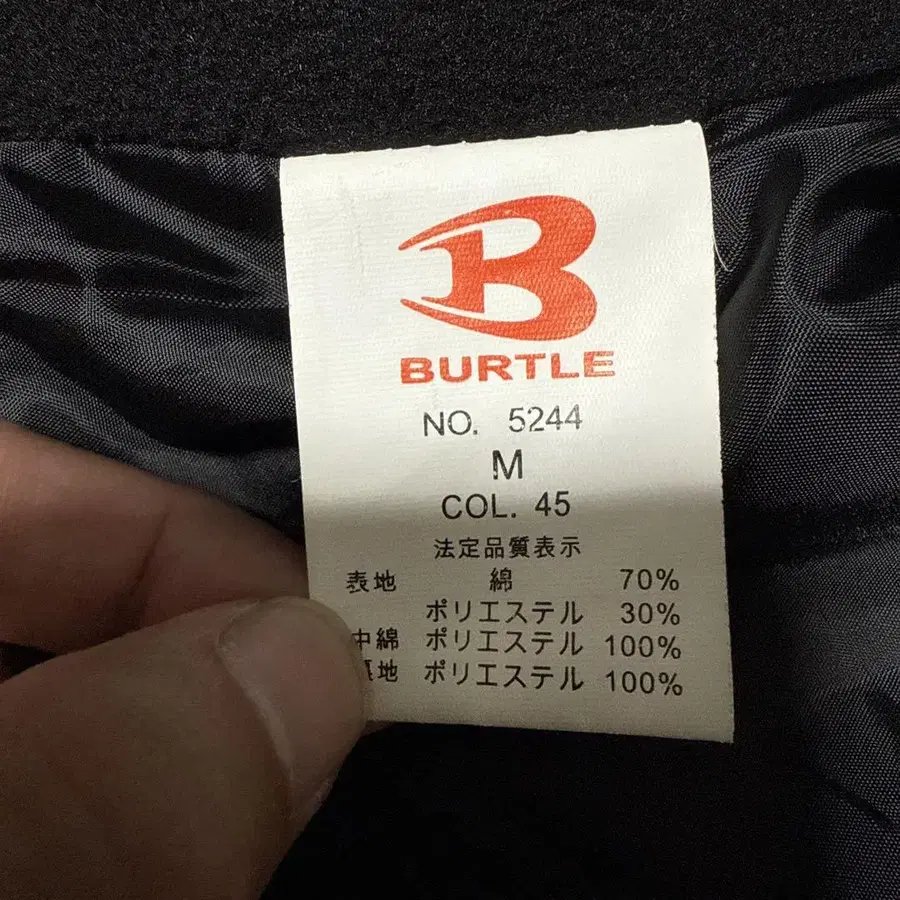 BURTLE
NO. 5244
M
COL. 45
法定品質表示
表地 綿 70%
ポリエステル 30%
中綿 ポリエステル 100%
裏地 ポリエステル 100%